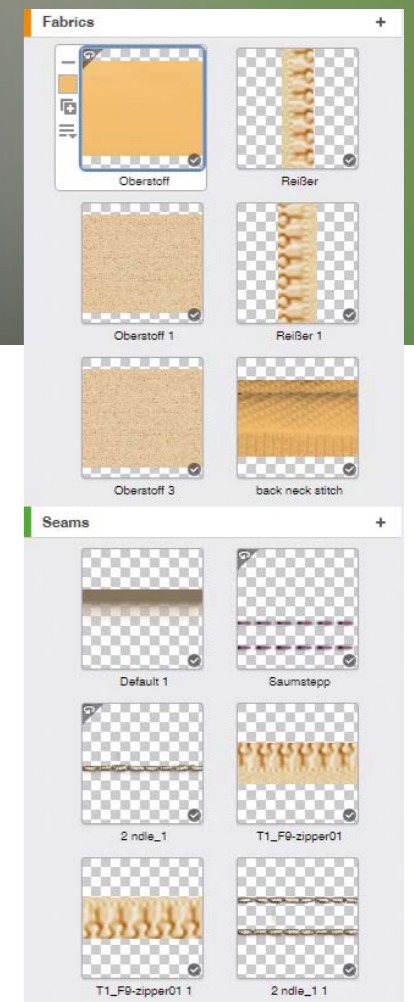 Fabrics +
Oberstoff
Reißer
Oberstoff 1
Reißer 1
Oberstoff 3
back neck stitch
Seams +
Default 1
Saumstepp
2 ndle_1
T1_F9-zipper01
T1_F9-zipper01 1
2 ndle_1 1